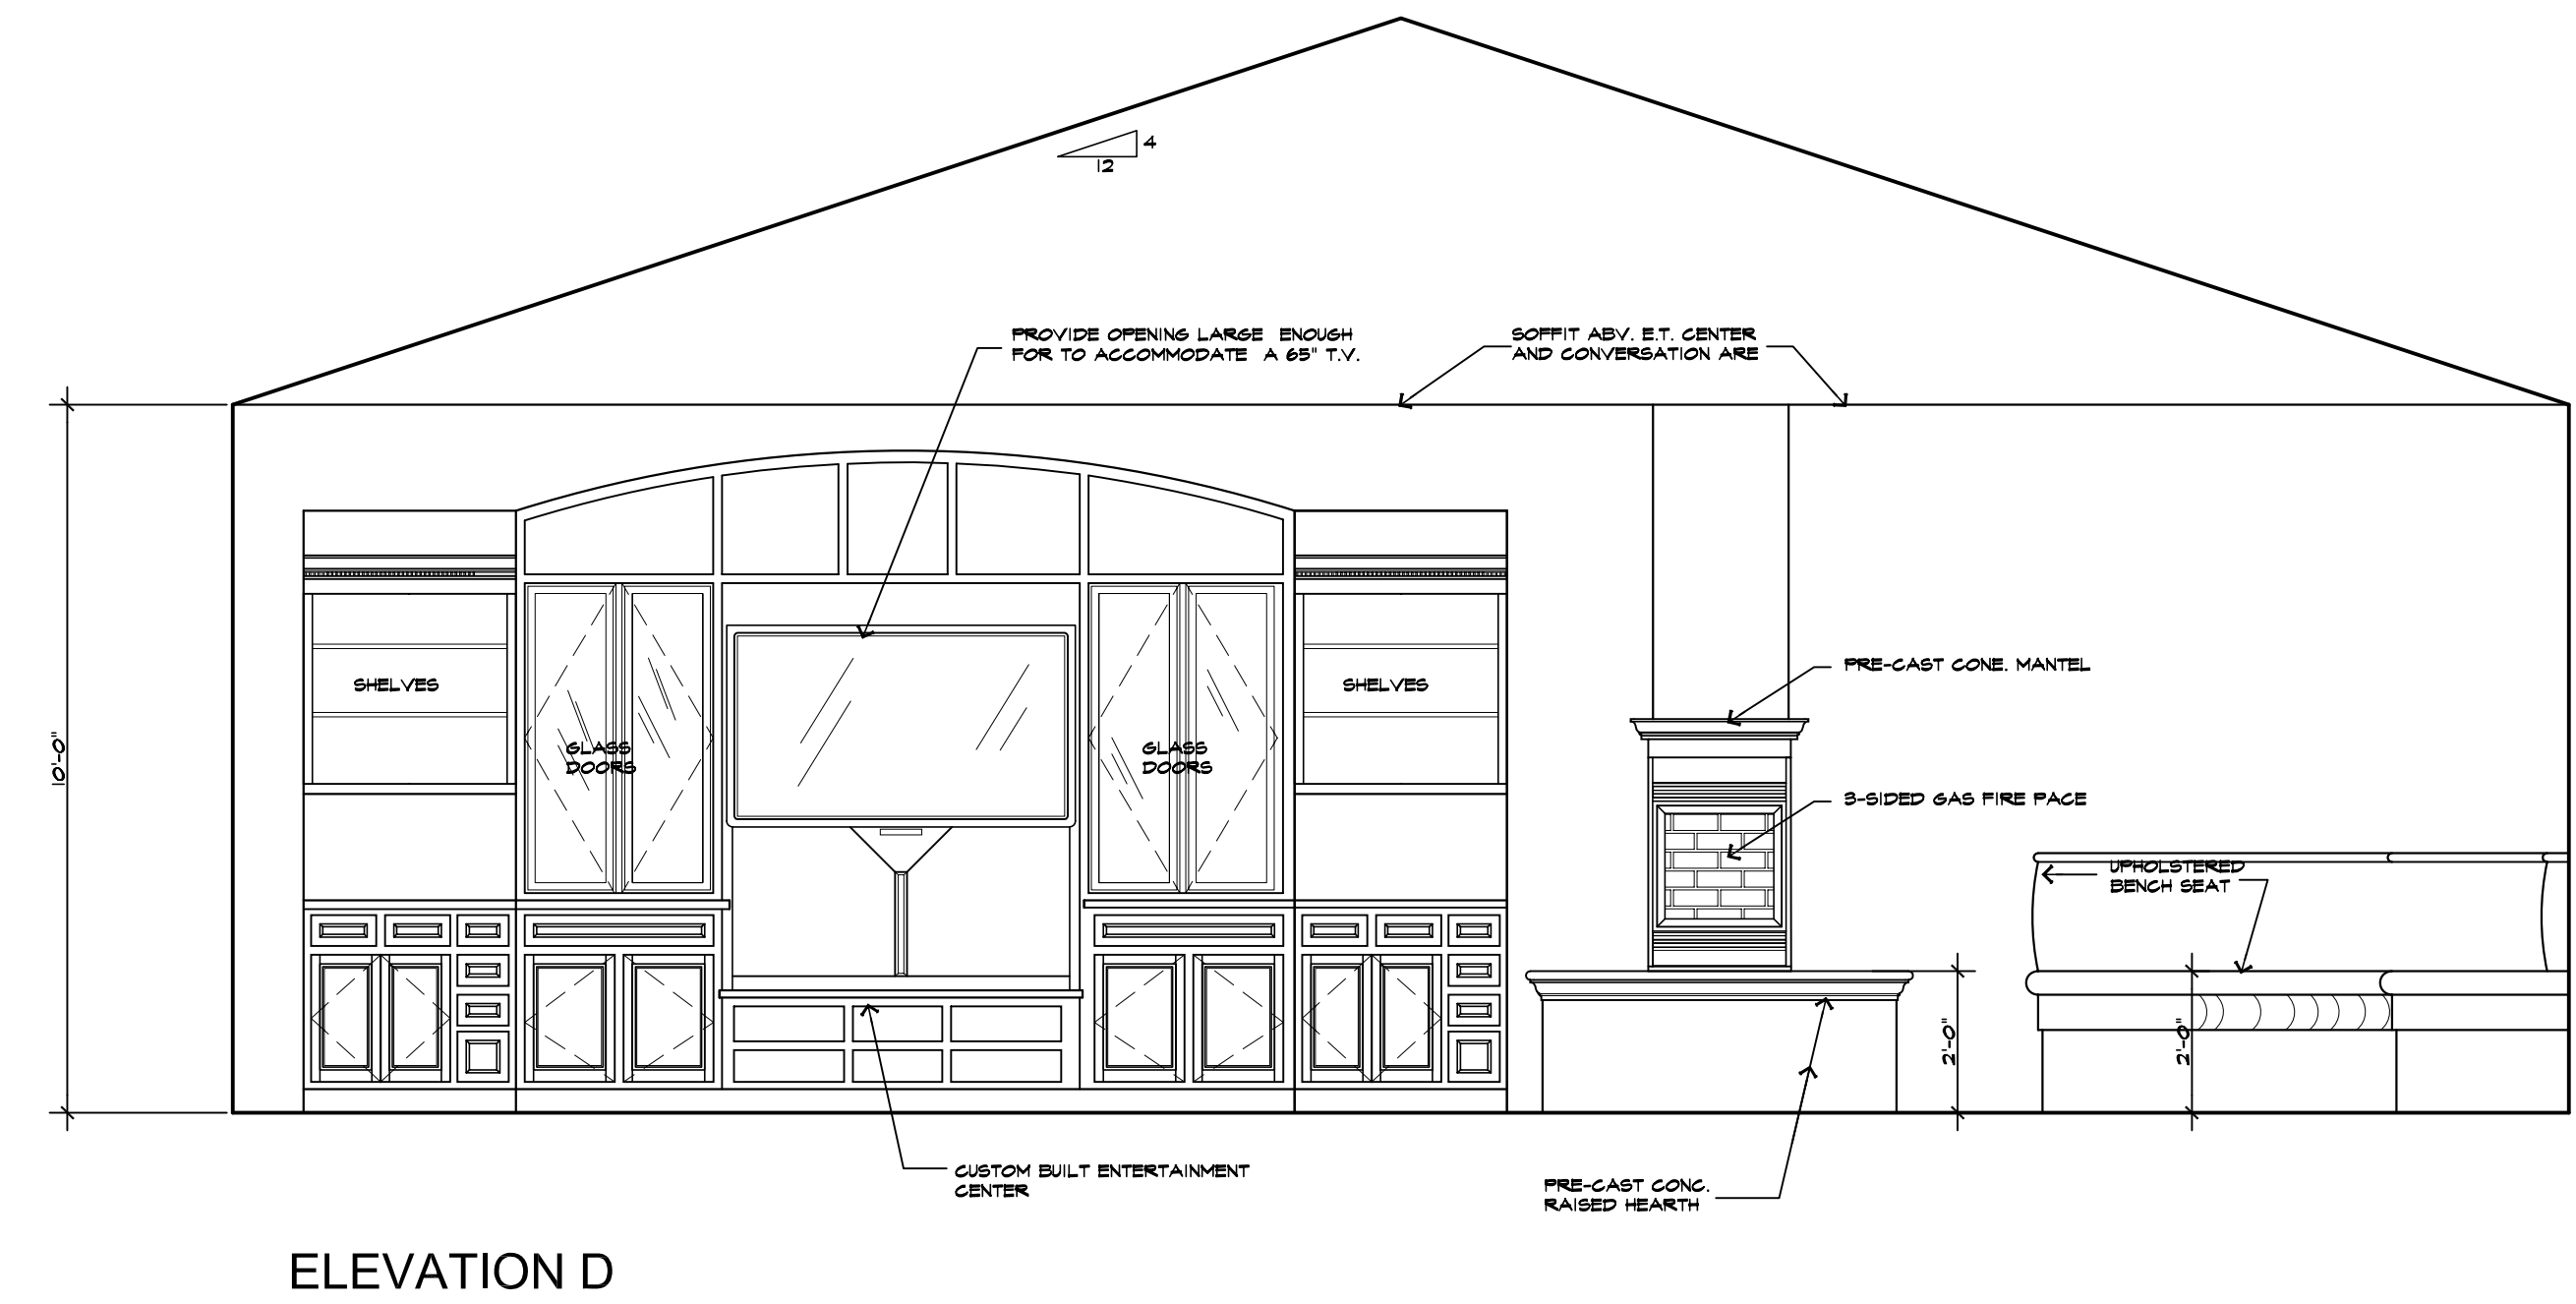 4
12
PROVIDE OPENING LARGE ENOUGH
FOR TO ACCOMMODATE A 65" T.V.
SOFFIT ABV. E.T. CENTER
AND CONVERSATION ARE
PRE-CAST CONE. MANTEL
SHELVES
SHELVES
GLASS
DOORS
GLASS
DOORS
10'-0"
3-SIDED GAS FIRE PACE
UPHOLSTERED
BENCH SEAT
2'-0"
2'-0"
CUSTOM BUILT ENTERTAINMENT
CENTER
PRE-CAST CONC.
RAISED HEARTH
ELEVATION D